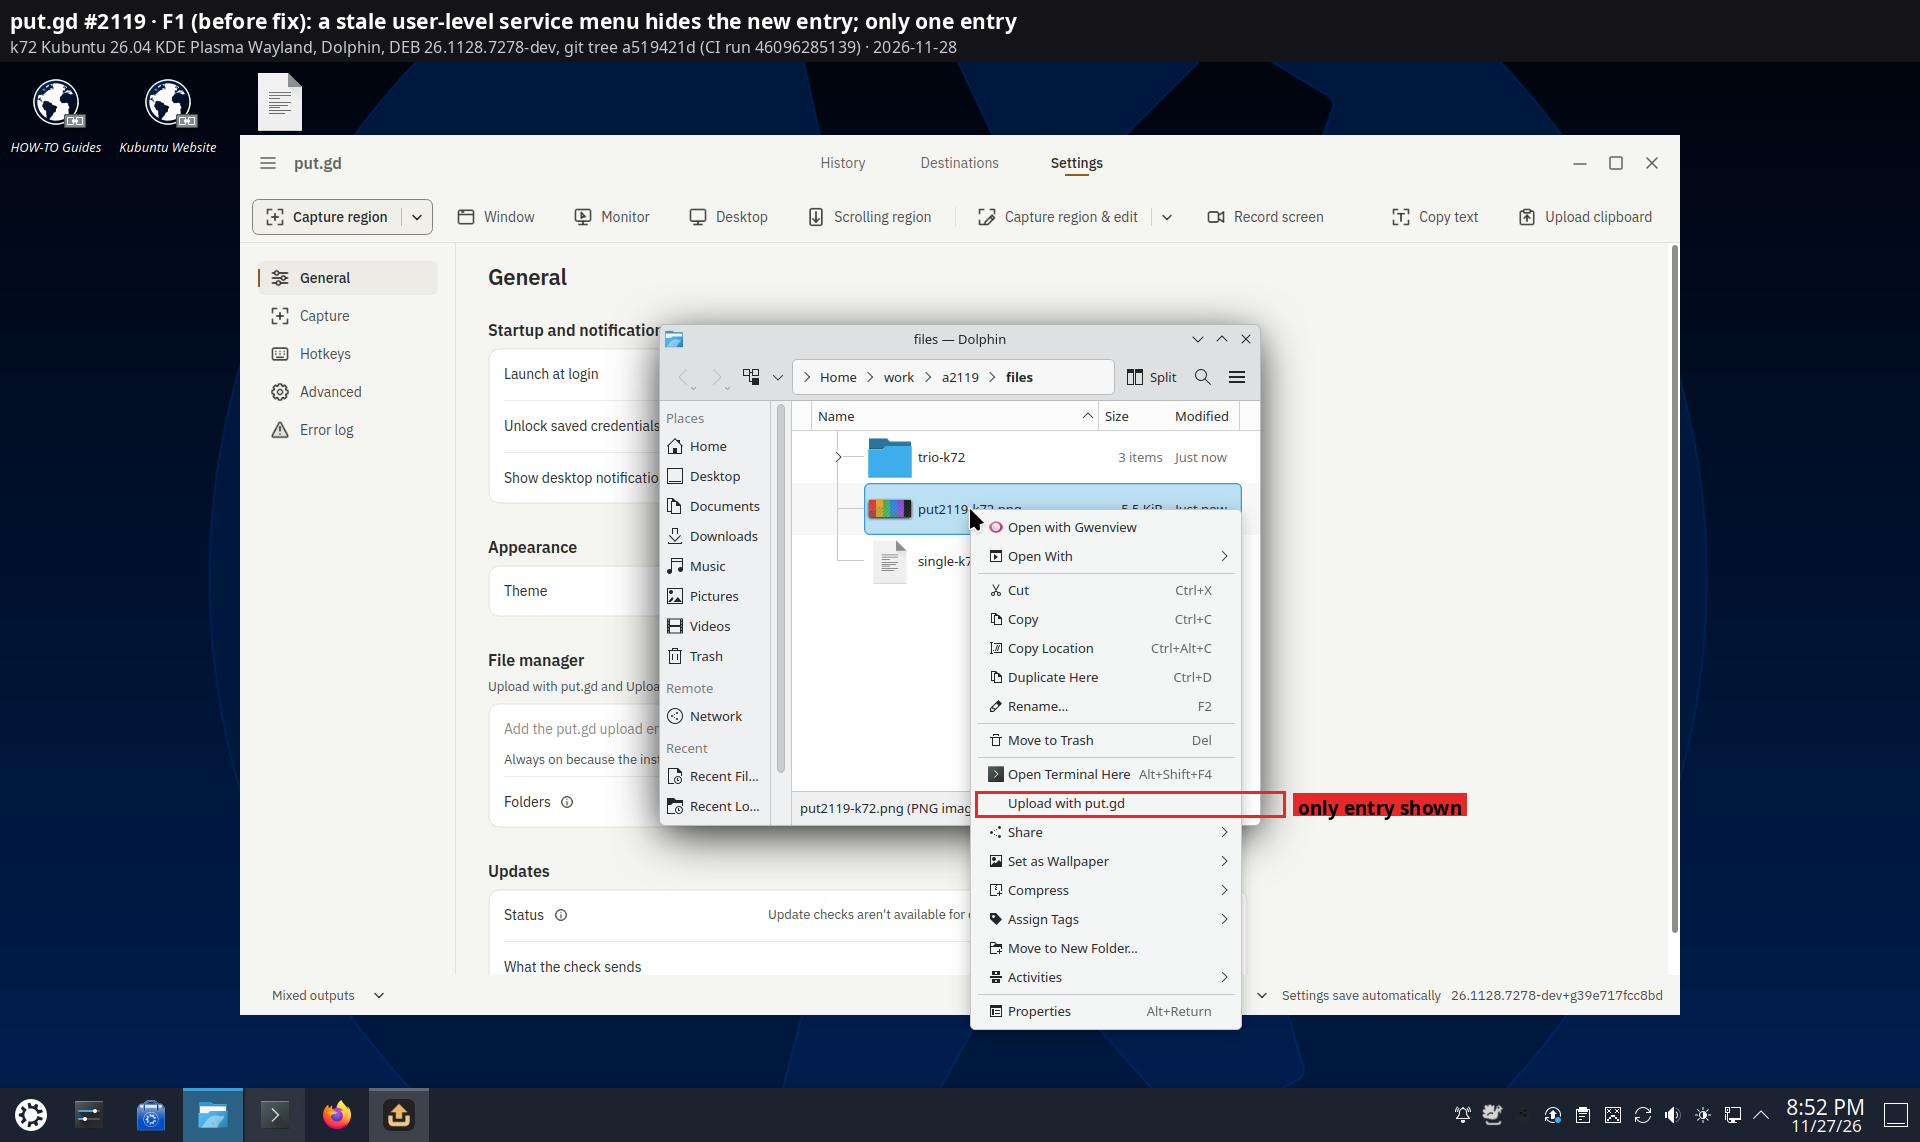 put.gd #2119 · F1 (before fix): a stale user-level service menu hides the new entry; only one entry
k72 Kubuntu 26.04 KDE Plasma Wayland, Dolphin, DEB 26.1128.7278-dev, git tree a519421d (CI run 46096285139) · 2026-11-28
HOW-TO Guides
Kubuntu Website
put.gd
History
Destinations
Settings
Capture region
Window
Monitor
Desktop
Scrolling region
Capture region & edit
Record screen
Copy text
Upload clipboard
General
Capture
Hotkeys
Advanced
Error log
General
Startup and notification
Launch at login
Unlock saved credentials
Show desktop notificatio
Appearance
Theme
File manager
Upload with put.gd and Uploa
Add the put.gd upload en
Always on because the inst
Folders
Updates
Status
Update checks aren't available for
What the check sends
Mixed outputs
Settings save automatically
26.1128.7278-dev+g39e717fcc8bd
files — Dolphin
Home
work
a2119
files
Split
Places
Home
Desktop
Documents
Downloads
Music
Pictures
Videos
Trash
Remote
Network
Recent
Recent Fil...
Recent Lo...
Name
Size
Modified
trio-k72
3 items
Just now
put2119-k72.png
5.5 KiB
Just now
single-k7
put2119-k72.png (PNG imag
Open with Gwenview
Open With
Cut Ctrl+X
Copy Ctrl+C
Copy Location Ctrl+Alt+C
Duplicate Here Ctrl+D
Rename... F2
Move to Trash Del
Open Terminal Here Alt+Shift+F4
Upload with put.gd
only entry shown
Share
Set as Wallpaper
Compress
Assign Tags
Move to New Folder...
Activities
Properties Alt+Return
8:52 PM
11/27/26